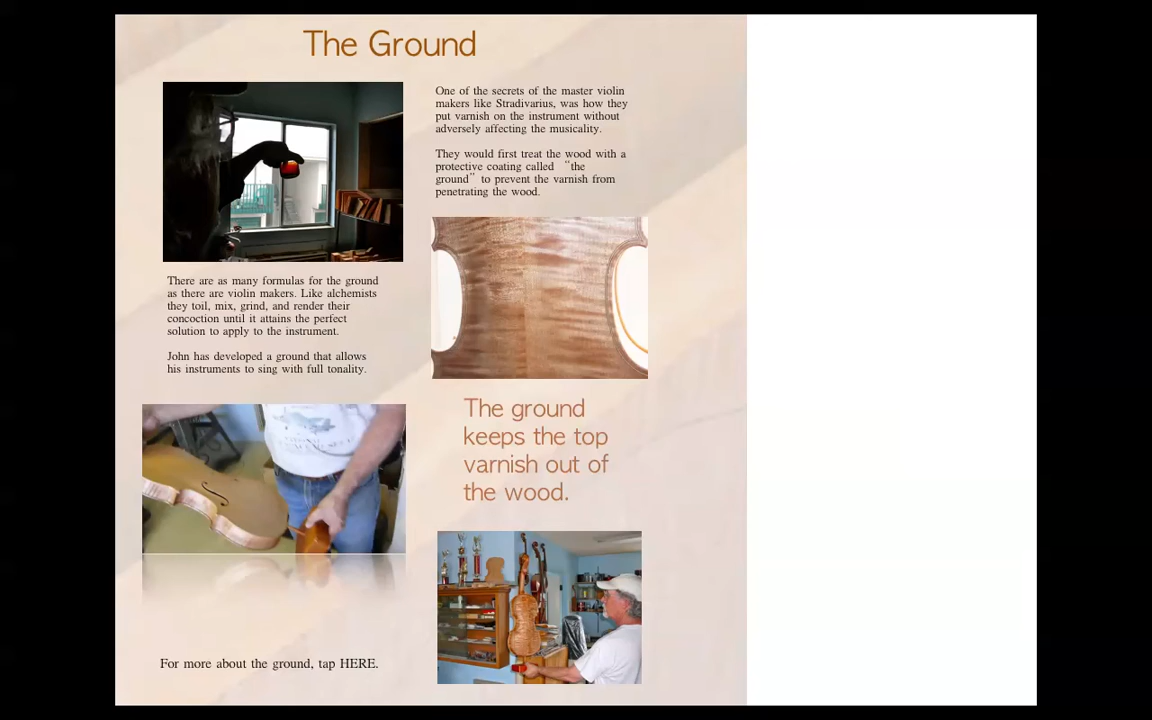 The Ground
One of the secrets of the master violin
makers like Stradivarius, was how they
put varnish on the instrument without
adversely affecting the musicality.
They would first treat the wood with a
protective coating called “the
ground” to prevent the varnish from
penetrating the wood.
There are as many formulas for the ground
as there are violin makers. Like alchemists
they toil, mix, grind, and render their
concoction until it attains the perfect
solution to apply to the instrument.
John has developed a ground that allows
his instruments to sing with full tonality.
The ground
keeps the top
varnish out of
the wood.
For more about the ground, tap HERE.